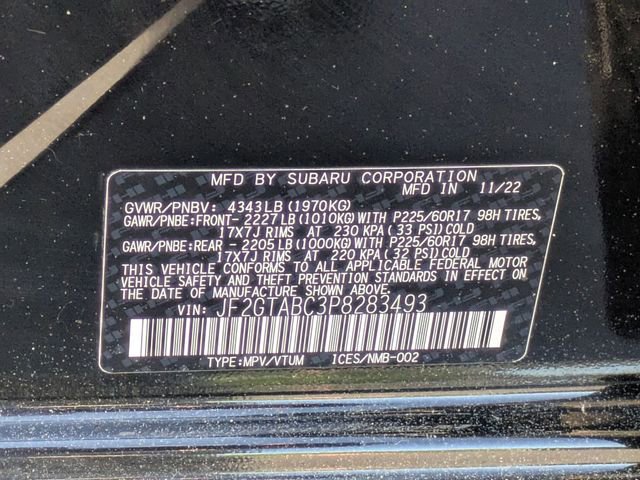 MFD BY SUBARU CORPORATION
MFD IN 11/22
GVWR/PNBV: 4343LB (1970KG)
GAWR/PNBE:FRONT- 2227LB (1010KG) WITH P225/60R17 98H TIRES,
17X7J RIMS AT 230 KPA (33 PSI) COLD
GAWR/PNBE:REAR - 2205LB (1000KG) WITH P225/60R17 98H TIRES,
17X7J RIMS AT 220 KPA (32 PSI) COLD
THIS VEHICLE CONFORMS TO ALL APPLICABLE FEDERAL MOTOR
VEHICLE SAFETY AND THEFT PREVENTION STANDARDS IN EFFECT ON
THE DATE OF MANUFACTURE SHOWN ABOVE.
VIN: JF2GTABC3P8283493
TYPE:MPV/VTUM ICES/NMB-002